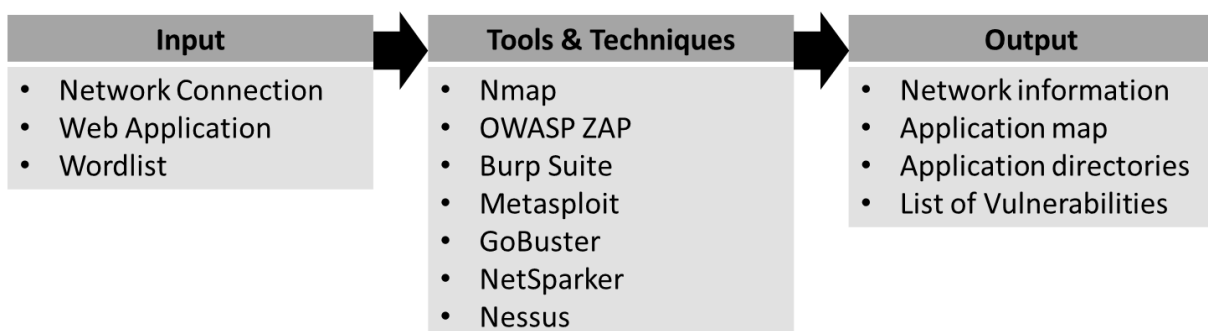 Input
• Network Connection
• Web Application
• Wordlist
Tools & Techniques
• Nmap
• OWASP ZAP
• Burp Suite
• Metasploit
• GoBuster
• NetSparker
• Nessus
Output
• Network information
• Application map
• Application directories
• List of Vulnerabilities